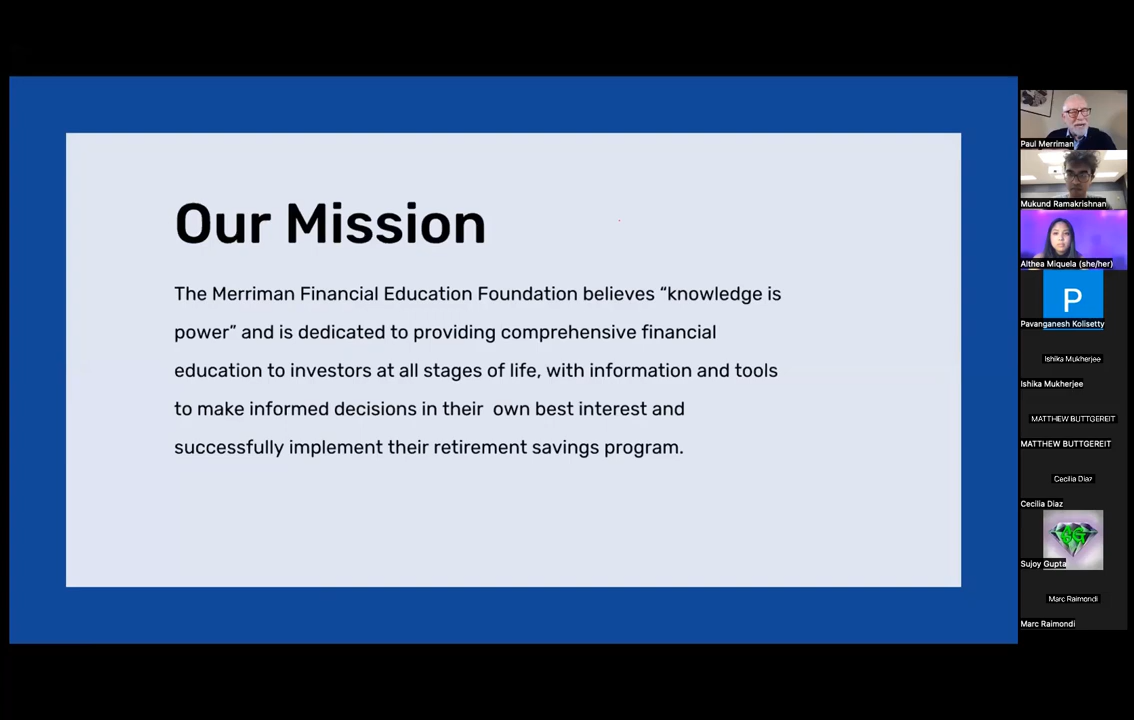 Our Mission
The Merriman Financial Education Foundation believes “knowledge is
power” and is dedicated to providing comprehensive financial
education to investors at all stages of life, with information and tools
to make informed decisions in their  own best interest and
successfully implement their retirement savings program.
Paul Merriman
Mukund Ramakrishnan
Althea Miquela (she/her)
P
Pavanganesh Kolisetty
Ishika Mukherjee
Ishika Mukherjee
MATTHEW BUTTGEREIT
MATTHEW BUTTGEREIT
Cecilia Diaz
Cecilia Diaz
SG
Sujoy Gupta
Marc Raimondi
Marc Raimondi